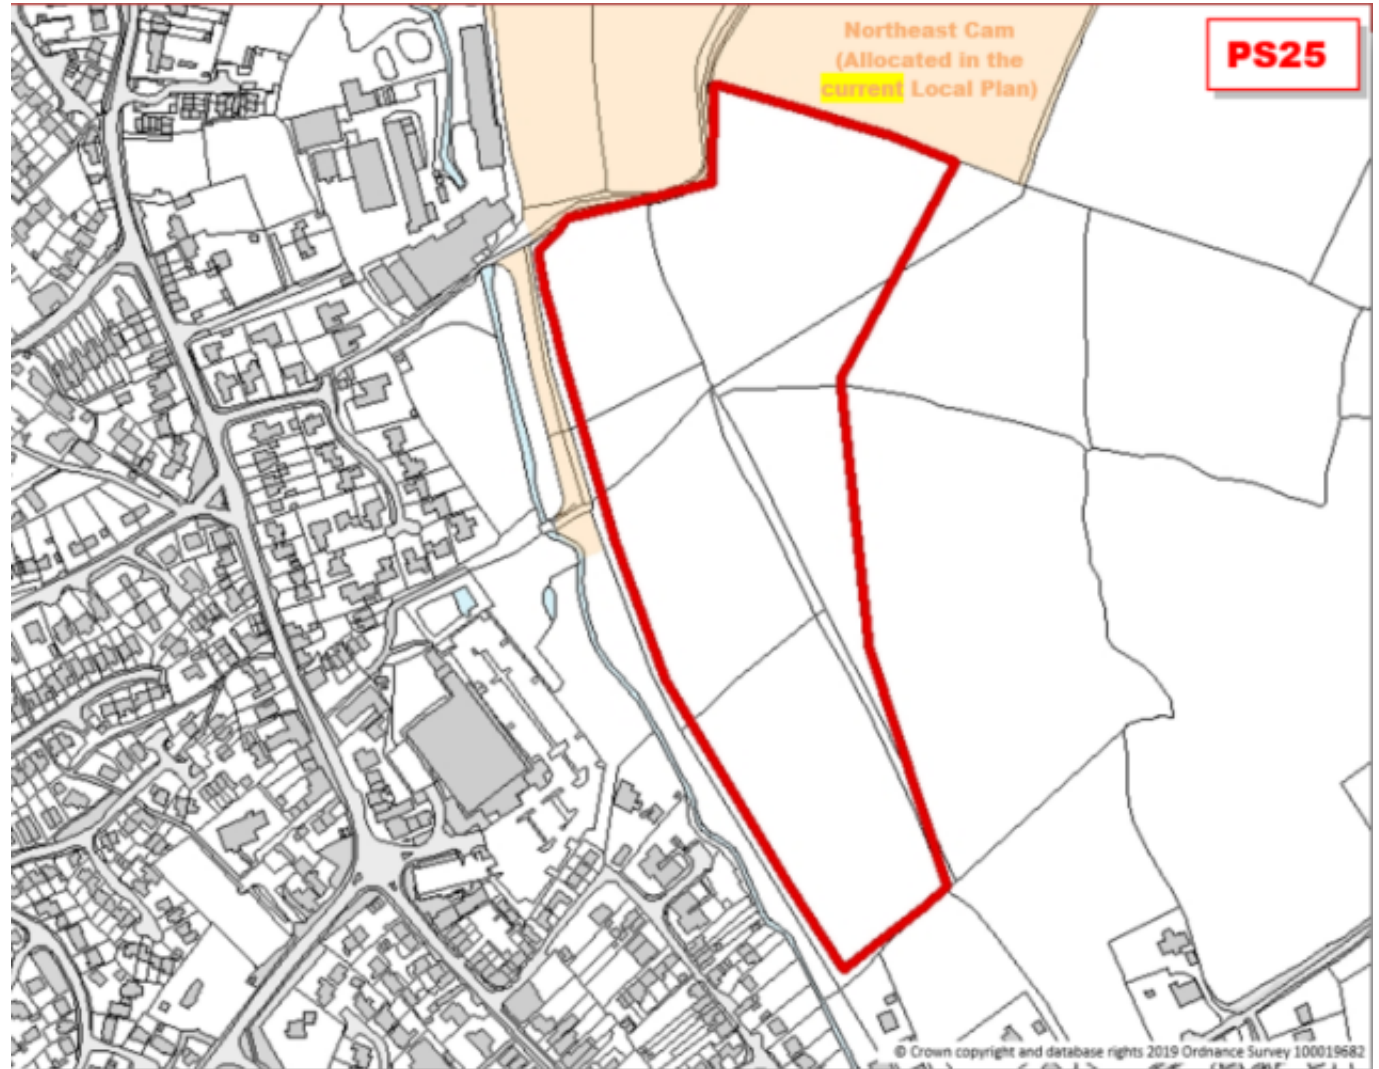 Northeast Cam
(Allocated in the
current Local Plan)
PS25
© Crown copyright and database rights 2019 Ordnance Survey 100019682